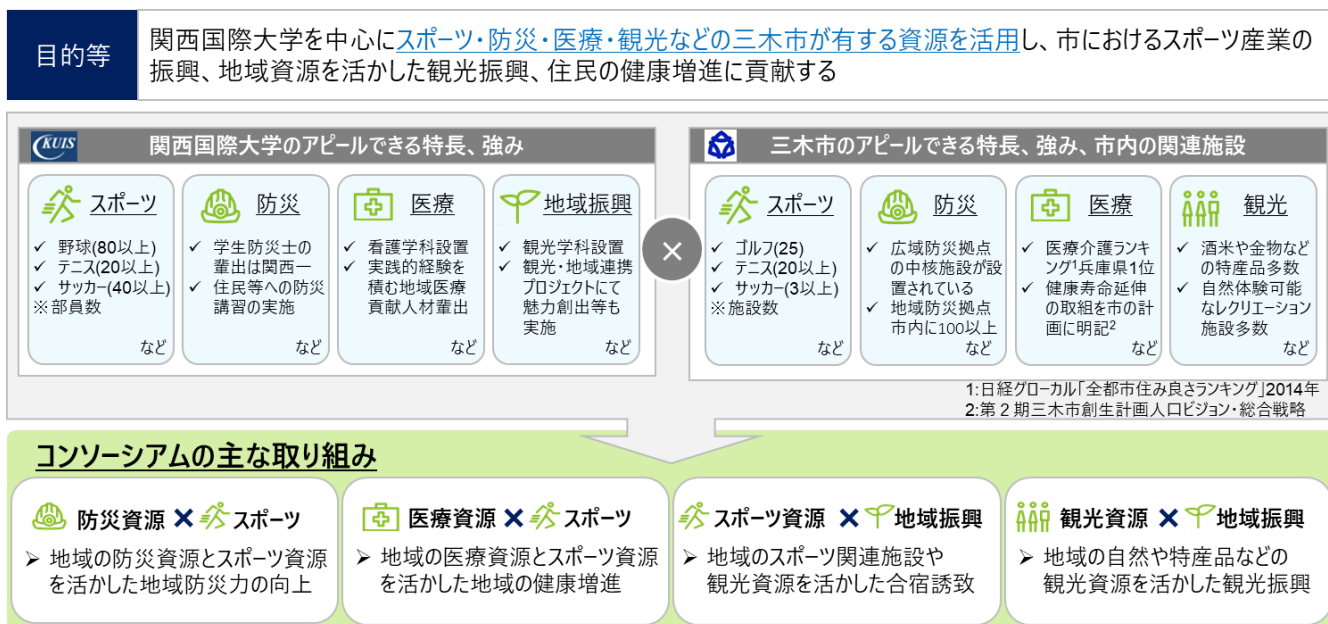 目的等
関西国際大学を中心にスポーツ・防災・医療・観光などの三木市が有する資源を活用し、市におけるスポーツ産業の
振興、地域資源を活かした観光振興、住民の健康増進に貢献する
KUIS
関西国際大学のアピールできる特長、強み
スポーツ
✓ 野球(80以上)
✓ テニス(20以上)
✓ サッカー(40以上)
※部員数
など
防災
✓ 学生防災士の
輩出は関西一
✓ 住民等への防災
講習の実施
など
医療
✓ 看護学科設置
✓ 実践的経験を
積む地域医療
貢献人材輩出
など
地域振興
✓ 観光学科設置
✓ 観光・地域連携
プロジェクトにて
魅力創出等も
実施
など
×
三木市のアピールできる特長、強み、市内の関連施設
スポーツ
✓ ゴルフ(25)
✓ テニス(20以上)
✓ サッカー(3以上)
※施設数
など
防災
✓ 広域防災拠点
の中核施設が設
置されている
✓ 地域防災拠点
市内に100以上
など
医療
✓ 医療介護ランキ
ング1兵庫県1位
✓ 健康寿命延伸
の取組を市の計
画に明記2
など
観光
✓ 酒米や金物など
の特産品多数
✓ 自然体験可能
なレクリエーション
施設多数
など
1:日経グローカル「全都市住み良さランキング」2014年
2:第2期三木市創生計画人口ビジョン・総合戦略
コンソーシアムの主な取り組み
防災資源×スポーツ
➢ 地域の防災資源とスポーツ資源
を活かした地域防災力の向上
医療資源×スポーツ
➢ 地域の医療資源とスポーツ資源
を活かした地域の健康増進
スポーツ資源×地域振興
➢ 地域のスポーツ関連施設や
観光資源を活かした合宿誘致
観光資源×地域振興
➢ 地域の自然や特産品などの
観光資源を活かした観光振興